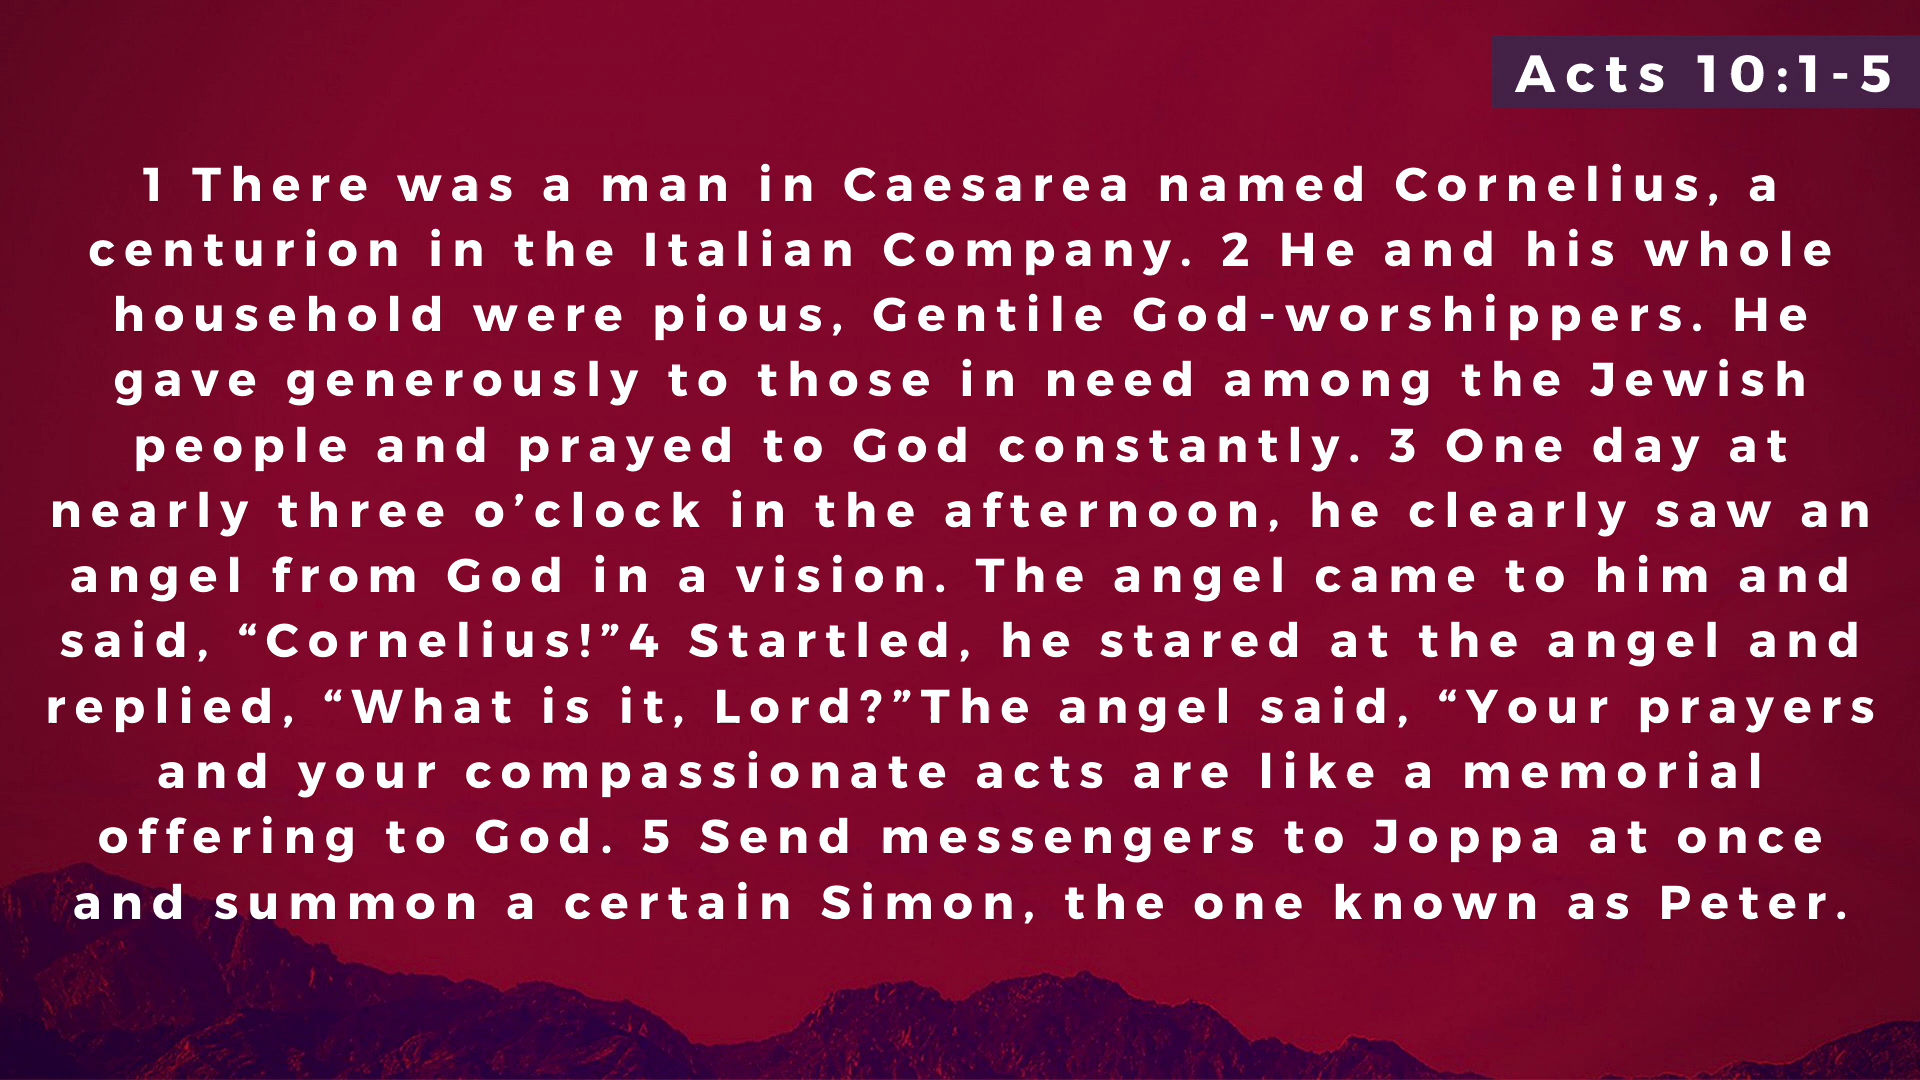 Acts 10:1-5
1 There was a man in Caesarea named Cornelius, a
centurion in the Italian Company. 2 He and his whole
household were pious, Gentile God-worshippers. He
gave generously to those in need among the Jewish
people and prayed to God constantly. 3 One day at
nearly three o’clock in the afternoon, he clearly saw an
angel from God in a vision. The angel came to him and
said, “Cornelius!”4 Startled, he stared at the angel and
replied, “What is it, Lord?”The angel said, “Your prayers
and your compassionate acts are like a memorial
offering to God. 5 Send messengers to Joppa at once
and summon a certain Simon, the one known as Peter.